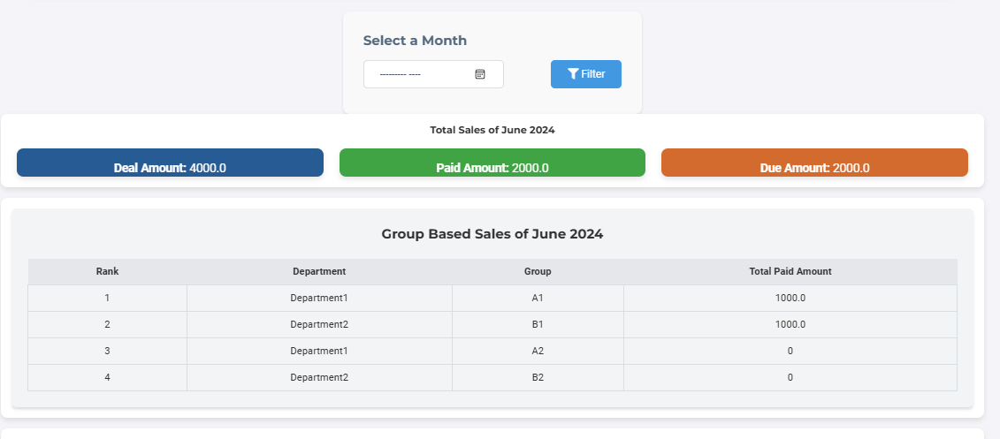 Select a Month
--------- ----
Filter
Total Sales of June 2024
Deal Amount: 4000.0 Paid Amount: 2000.0 Due Amount: 2000.0
Group Based Sales of June 2024
Rank Department Group Total Paid Amount
1 Department1 A1 1000.0
2 Department2 B1 1000.0
3 Department1 A2 0
4 Department2 B2 0